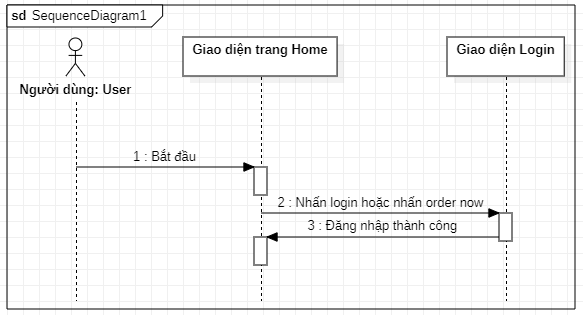 sd SequenceDiagram1
Giao diện trang Home
Giao diện Login
Người dùng: User
1 : Bắt đầu
2 : Nhấn login hoặc nhấn order now
3 : Đăng nhập thành công